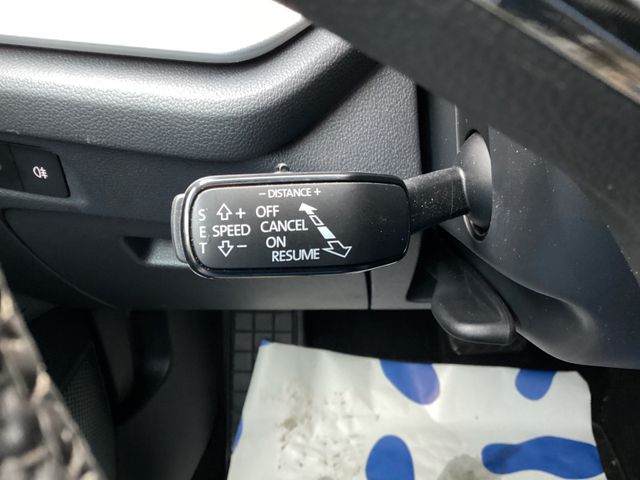 − DISTANCE +
S + OFF
E SPEED CANCEL
T − ON
RESUME